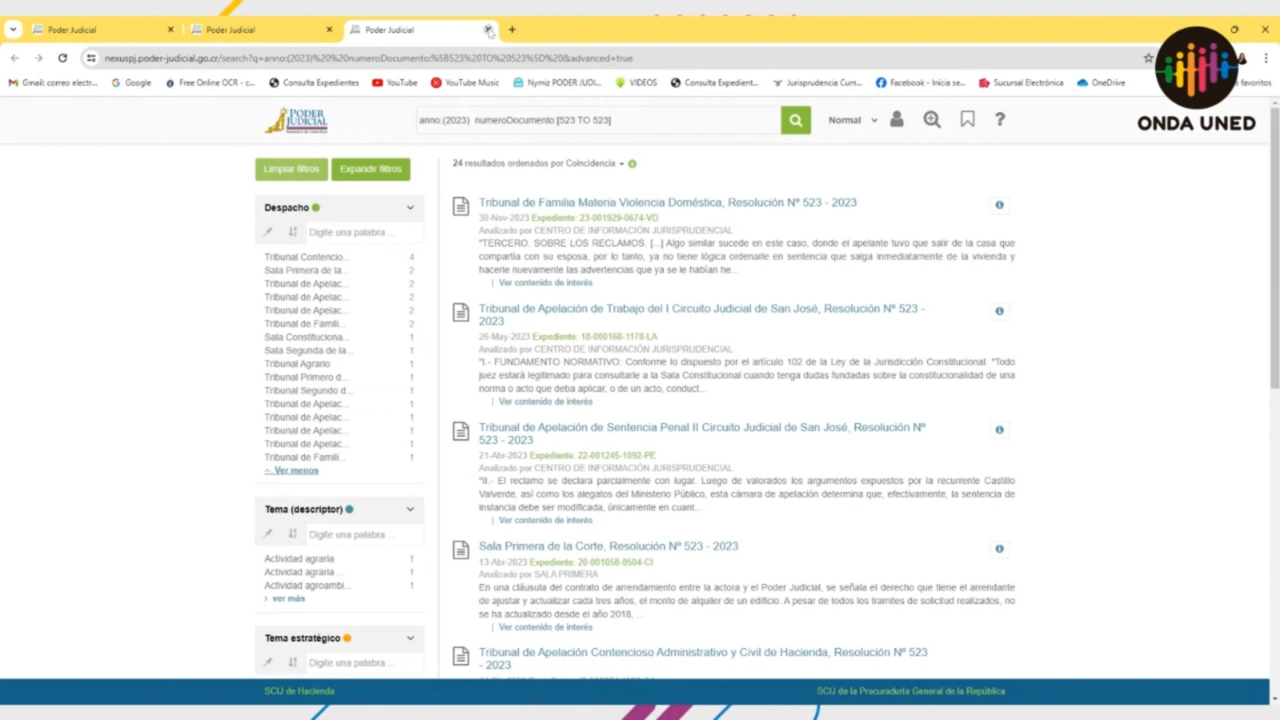 Poder Judicial
Poder Judicial
Poder Judicial
nexuspj.poder-judicial.go.cr/search?q=anno:(2023)%20%20numeroDocumento:%5B523%20TO%20523%5D%20&advanced=true
Gmail: correo electr...
Google
Free Online OCR - c...
Consulta Expedientes
YouTube
YouTube Music
Nymiz PODER JUDI...
VIDEOS
Consulta Expedient...
Jurisprudencia Cum...
Facebook - Inicia se...
Sucursal Electrónica
OneDrive
favoritos
ONDA UNED
PODER
JUDICIAL
anno:(2023) numeroDocumento:[523 TO 523]
Normal
Limpiar filtros
Expandir filtros
24 resultados ordenados por Coincidencia
Despacho
Digite una palabra ...
Tribunal Contencio... 4
Sala Primera de la... 2
Tribunal de Apelac... 2
Tribunal de Apelac... 2
Tribunal de Apelac... 2
Tribunal de Famili... 2
Sala Constituciona... 1
Sala Segunda de la... 1
Tribunal Agrario 1
Tribunal Primero d... 1
Tribunal Segundo d... 1
Tribunal de Apelac... 1
Tribunal de Apelac... 1
Tribunal de Apelac... 1
Tribunal de Apelac... 1
Tribunal de Famili... 1
Ver menos
Tema (descriptor)
Digite una palabra ...
Actividad agraria 1
Actividad agraria ... 1
Actividad agroambi... 1
> ver más
Tema estratégico
Digite una palabra ...
Tribunal de Familia Materia Violencia Doméstica, Resolución Nº 523 - 2023
30-Nov-2023 Expediente: 23-001929-0674-VD
Analizado por CENTRO DE INFORMACIÓN JURISPRUDENCIAL
"TERCERO. SOBRE LOS RECLAMOS. [...] Algo similar sucede en este caso, donde el apelante tuvo que salir de la casa que
compartía con su esposa, por lo tanto, ya no tiene lógica ordenarle en sentencia que salga inmediatamente de la vivienda y
hacerle nuevamente las advertencias que ya se le habían he...
| Ver contenido de interés
Tribunal de Apelación de Trabajo del I Circuito Judicial de San José, Resolución Nº 523 -
2023
26-May-2023 Expediente: 18-000168-1178-LA
Analizado por CENTRO DE INFORMACIÓN JURISPRUDENCIAL
"I.- FUNDAMENTO NORMATIVO: Conforme lo dispuesto por el artículo 102 de la Ley de la Jurisdicción Constitucional. "Todo
juez estará legitimado para consultarle a la Sala Constitucional cuando tenga dudas fundadas sobre la constitucionalidad de una
norma o acto que deba aplicar, o de un acto, conduct...
| Ver contenido de interés
Tribunal de Apelación de Sentencia Penal II Circuito Judicial de San José, Resolución Nº
523 - 2023
21-Abr-2023 Expediente: 22-001245-1092-PE
Analizado por CENTRO DE INFORMACIÓN JURISPRUDENCIAL
"II.- El reclamo se declara parcialmente con lugar. Luego de valorados los argumentos expuestos por la recurrente Castillo
Valverde, así como los alegatos del Ministerio Público, esta cámara de apelación determina que, efectivamente, la sentencia de
instancia debe ser modificada, únicamente en cuant...
| Ver contenido de interés
Sala Primera de la Corte, Resolución Nº 523 - 2023
13-Abr-2023 Expediente: 20-001058-0504-CI
Analizado por SALA PRIMERA
En una cláusula del contrato de arrendamiento entre la actora y el Poder Judicial, se señala el derecho que tiene el arrendante
de ajustar y actualizar cada tres años, el monto de alquiler de un edificio. A pesar de todos los tramites de solicitud realizados, no
se ha actualizado desde el año 2018, ...
| Ver contenido de interés
Tribunal de Apelación Contencioso Administrativo y Civil de Hacienda, Resolución Nº 523
- 2023
SCIJ de Hacienda
SCIJ de la Procuraduría General de la República